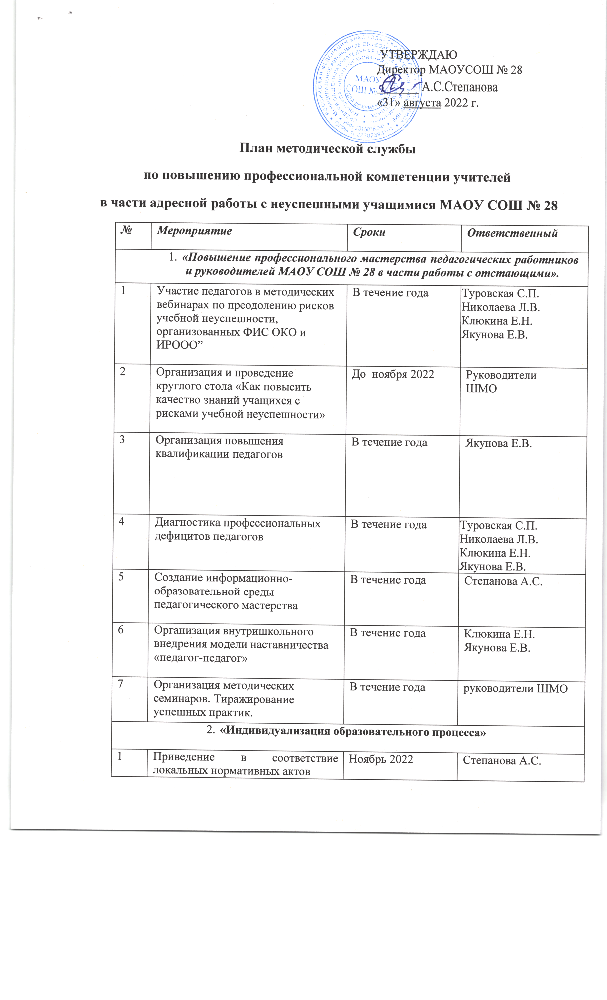 УТВЕРЖДАЮ
Директор МАОУСОШ № 28
А.С.Степанова
«31» августа 2022 г.
МАОУ
СОШ №
План методической службы
по повышению профессиональной компетенции учителей
в части адресной работы с неуспешными учащимися МАОУ СОШ № 28
№ Мероприятие Сроки Ответственный
1. «Повышение профессионального мастерства педагогических работников
и руководителей МАОУ СОШ № 28 в части работы с отстающими».
1 Участие педагогов в методических В течение года Туровская С.П.
вебинарах по преодолению рисков Николаева Л.В.
учебной неуспешности, Клюкина Е.Н.
организованных ФИС ОКО и Якунова Е.В.
ИРООО”
2 Организация и проведение До ноября 2022 Руководители
круглого стола «Как повысить ШМО
качество знаний учащихся с
рисками учебной неуспешности»
3 Организация повышения В течение года Якунова Е.В.
квалификации педагогов
4 Диагностика профессиональных В течение года Туровская С.П.
дефицитов педагогов Николаева Л.В.
Клюкина Е.Н.
Якунова Е.В.
5 Создание информационно- В течение года Степанова А.С.
образовательной среды
педагогического мастерства
6 Организация внутришкольного В течение года Клюкина Е.Н.
внедрения модели наставничества Якунова Е.В.
«педагог-педагог»
7 Организация методических В течение года руководители ШМО
семинаров. Тиражирование
успешных практик.
2. «Индивидуализация образовательного процесса»
1 Приведение в соответствие Ноябрь 2022 Степанова А.С.
локальных нормативных актов